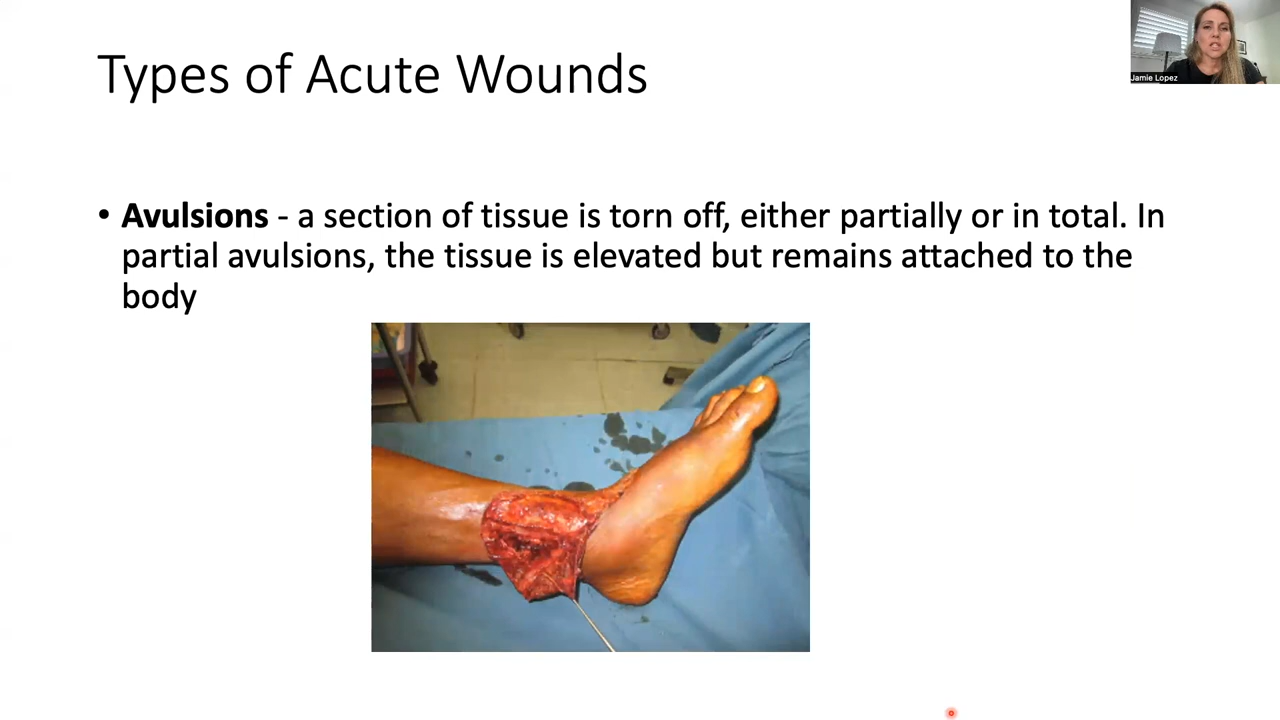 Types of Acute Wounds
Jamie Lopez
• Avulsions - a section of tissue is torn off, either partially or in total. In
partial avulsions, the tissue is elevated but remains attached to the
body